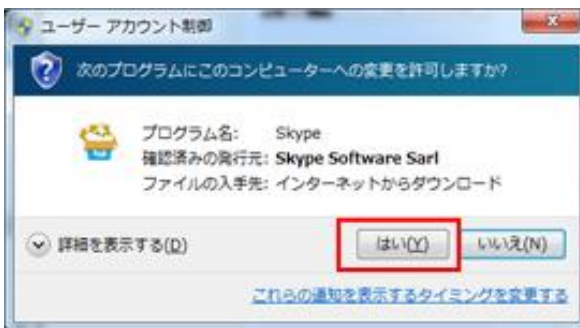 ユーザー アカウント制御
次のプログラムにこのコンピューターへの変更を許可しますか?
プログラム名: Skype
確認済みの発行元: Skype Software Sarl
ファイルの入手先: インターネットからダウンロード
詳細を表示する(D)
はい(Y)
いいえ(N)
これらの通知を表示するタイミングを変更する